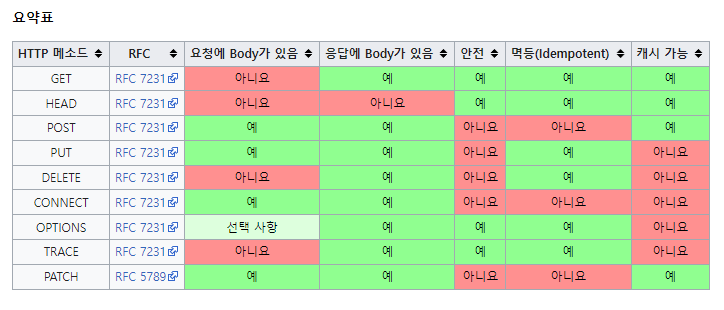 요약표
HTTP 메소드 RFC 요청에 Body가 있음 응답에 Body가 있음 안전 멱등(Idempotent) 캐시 가능
GET RFC 7231 아니요 예 예 예 예
HEAD RFC 7231 아니요 아니요 예 예 예
POST RFC 7231 예 예 아니요 아니요 예
PUT RFC 7231 예 예 아니요 예 아니요
DELETE RFC 7231 아니요 예 아니요 예 아니요
CONNECT RFC 7231 예 예 아니요 아니요 아니요
OPTIONS RFC 7231 선택 사항 예 예 예 아니요
TRACE RFC 7231 아니요 예 예 예 아니요
PATCH RFC 5789 예 예 아니요 아니요 예